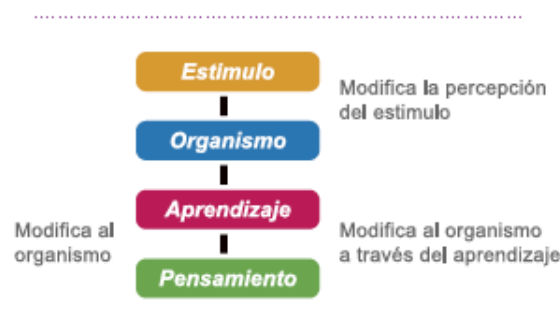 Estimulo
Modifica la percepción
del estimulo
Organismo
Aprendizaje
Modifica al
organismo
Modifica al organismo
a través del aprendizaje
Pensamiento